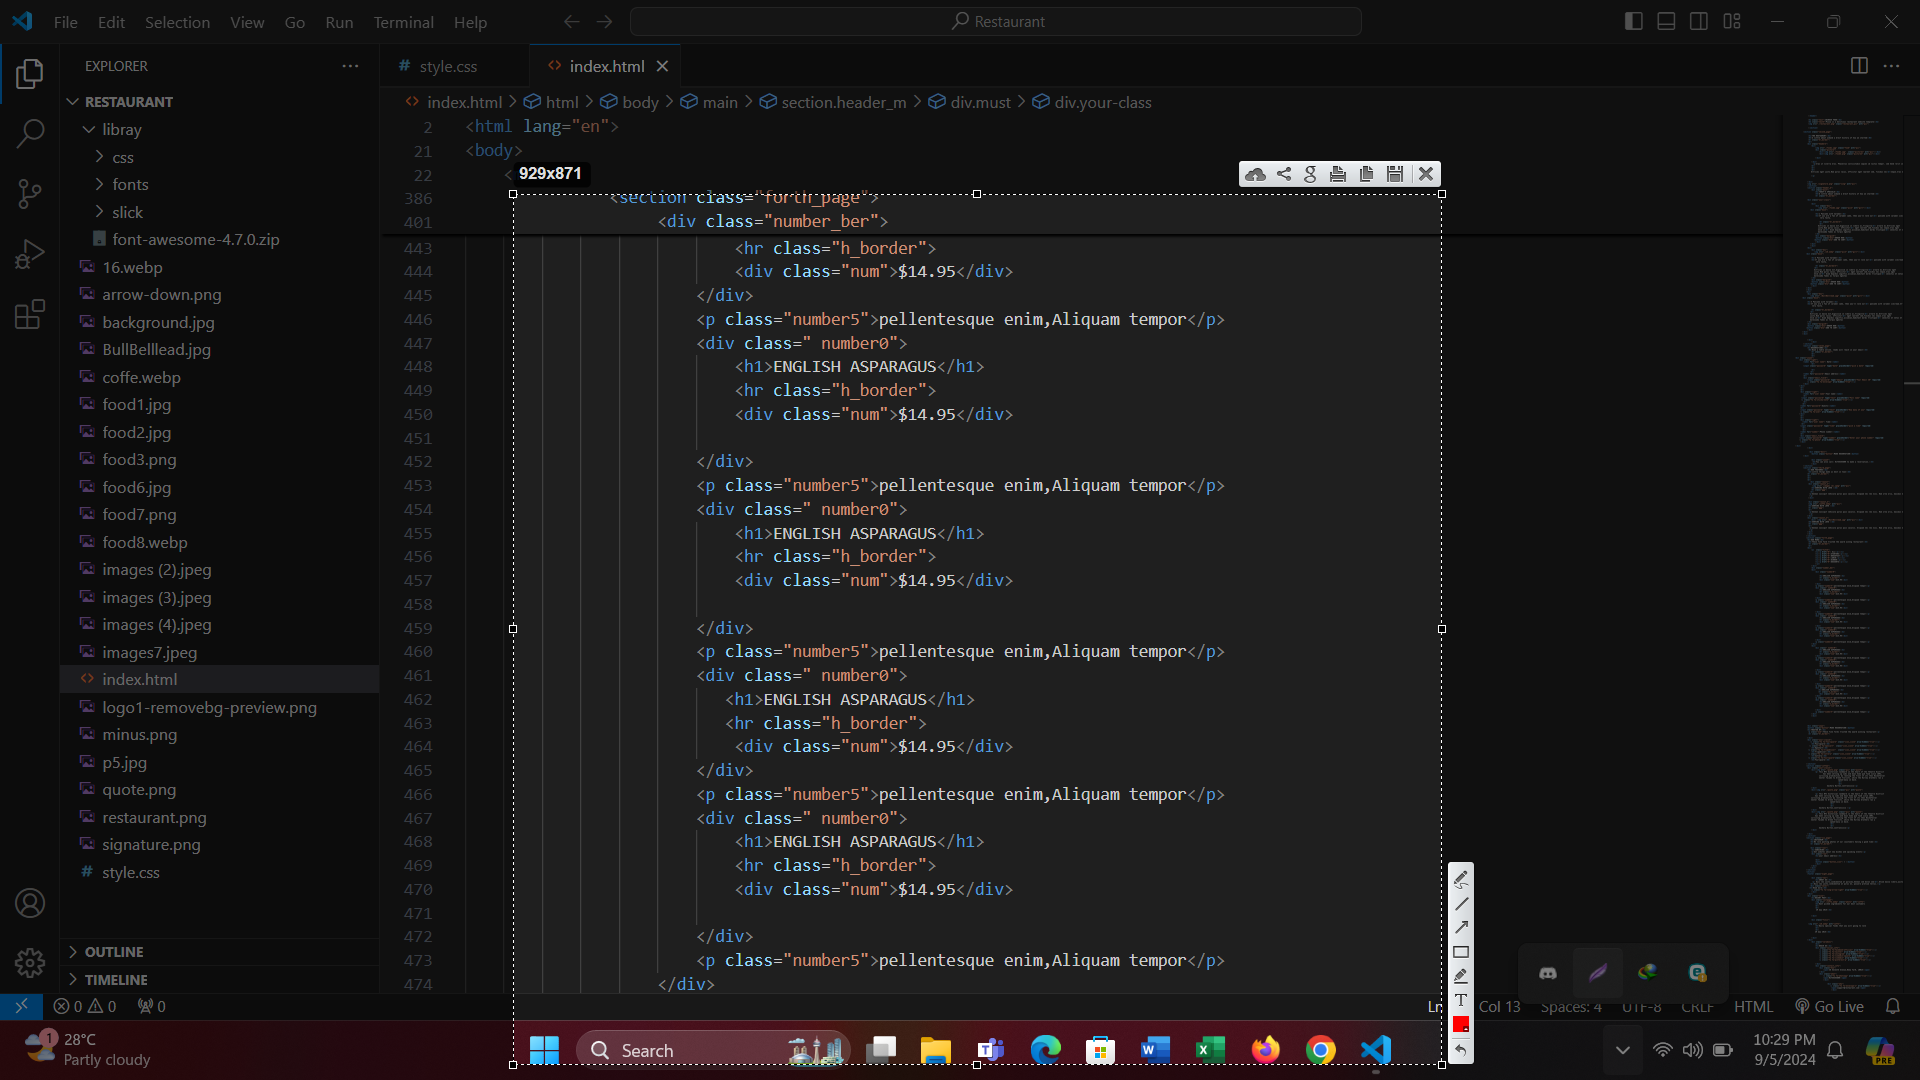 File Edit Selection View Go Run Terminal Help
Restaurant
EXPLORER
# style.css
index.html
RESTAURANT
index.html > html > body > main > section.header_m > div.must > div.your-class
libray
css
fonts
slick
font-awesome-4.7.0.zip
16.webp
arrow-down.png
background.jpg
BullBelllead.jpg
coffe.webp
food1.jpg
food2.jpg
food3.png
food6.jpg
food7.png
food8.webp
images (2).jpeg
images (3).jpeg
images (4).jpeg
images7.jpeg
index.html
logo1-removebg-preview.png
minus.png
p5.jpg
quote.png
restaurant.png
signature.png
# style.css
OUTLINE
TIMELINE
2 <html lang="en">
21 <body>
22 <
929x871
386 <section class="forth_page">
401 <div class="number_ber">
443 <hr class="h_border">
444 <div class="num">$14.95</div>
445 </div>
446 <p class="number5">pellentesque enim,Aliquam tempor</p>
447 <div class=" number0">
448 <h1>ENGLISH ASPARAGUS</h1>
449 <hr class="h_border">
450 <div class="num">$14.95</div>
451
452 </div>
453 <p class="number5">pellentesque enim,Aliquam tempor</p>
454 <div class=" number0">
455 <h1>ENGLISH ASPARAGUS</h1>
456 <hr class="h_border">
457 <div class="num">$14.95</div>
458
459 </div>
460 <p class="number5">pellentesque enim,Aliquam tempor</p>
461 <div class=" number0">
462 <h1>ENGLISH ASPARAGUS</h1>
463 <hr class="h_border">
464 <div class="num">$14.95</div>
465 </div>
466 <p class="number5">pellentesque enim,Aliquam tempor</p>
467 <div class=" number0">
468 <h1>ENGLISH ASPARAGUS</h1>
469 <hr class="h_border">
470 <div class="num">$14.95</div>
471
472 </div>
473 <p class="number5">pellentesque enim,Aliquam tempor</p>
474 </div>
T
0 0 0
Ln Col 13 Spaces: 4 UTF-8 CRLF HTML Go Live
1
28°C
Partly cloudy
Search
10:29 PM
9/5/2024
PRE